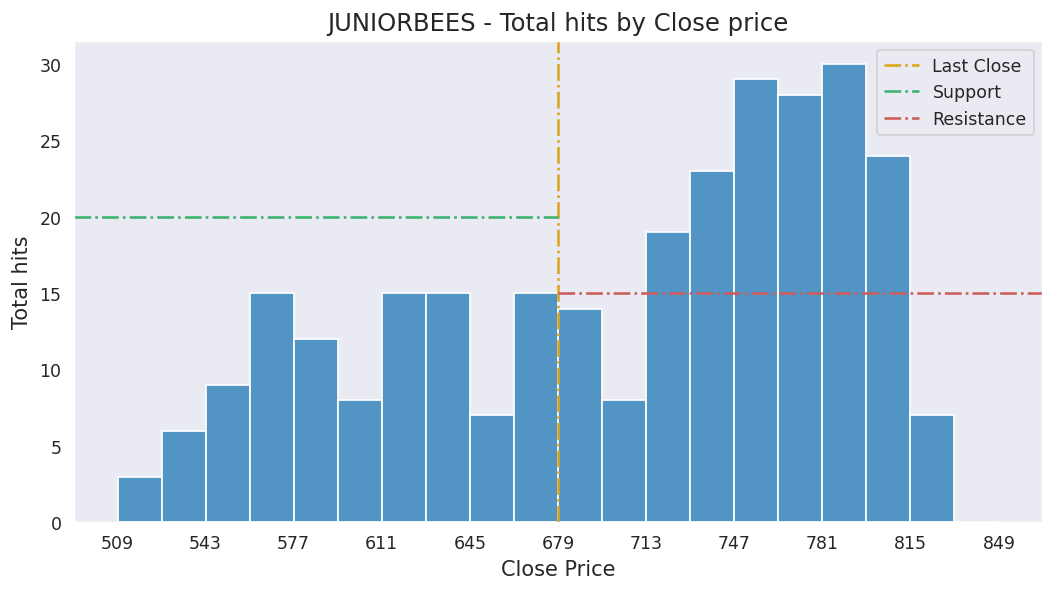 JUNIORBEES - Total hits by Close price
Last Close
Support
Resistance
Total hits
30
25
20
15
10
5
0
509 543 577 611 645 679 713 747 781 815 849
Close Price